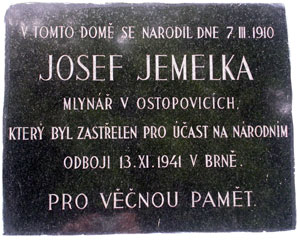 V TOMTO DOMĚ SE NARODIL DNE 7. III. 1910
JOSEF JEMELKA
MLYNÁŘ V OSTOPOVICÍCH,
KTERÝ BYL ZASTŘELEN PRO ÚČAST NA NÁRODNÍM
ODBOJI 13. XI. 1941 V BRNĚ.
PRO VĚČNOU PAMĚT.